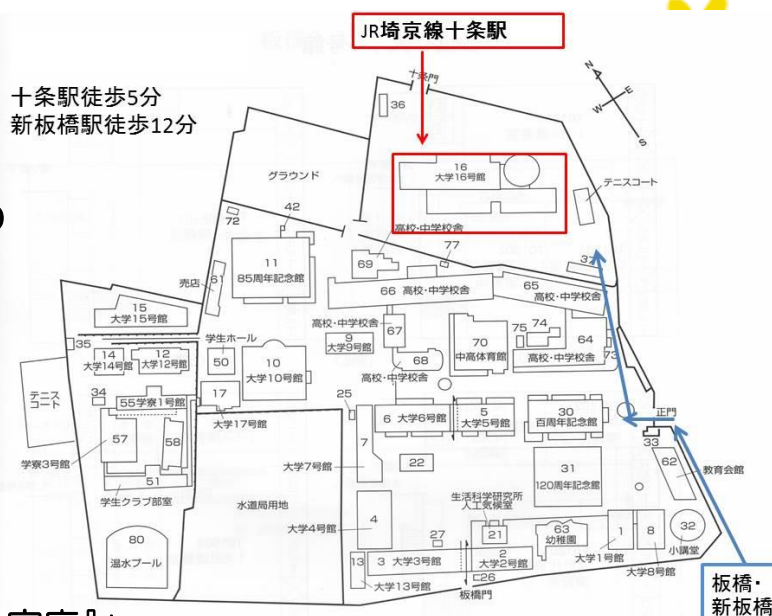 JR埼京線十条駅
十条駅徒歩5分
新板橋駅徒歩12分
十条門
36
N
W
E
S
16
大学16号館
グラウンド
テニスコート
42
72
高校・中学校舎
37
77
69
11
85周年記念館
売店
61
66 高校・中学校舎
65
高校・中学校舎
15
大学15号館
学生ホール
高校・中学校舎
67
9
大学9号館
70
中高体育館
75
74
64
高校・中学校舎
73
35
14
大学14号館
12
大学12号館
50
10
大学10号館
68
高校・中学校舎
テニス
コート
34
55学寮1号館
17
大学17号館
25
6 大学6号館
5
大学5号館
30
百周年記念館
正門
33
57
58
学寮3号館
7
大学7号館
22
31
120周年記念館
62
教育会館
51
学生クラブ部室
水道局用地
生活科学研究所
人工気候室
大学4号館
4
27
21
63
幼稚園
1
8
32
小講堂
80
温水プール
13
3 大学3号館
2
大学2号館
大学1号館
大学8号館
大学13号館
26
板橋門
板橋・
新板橋